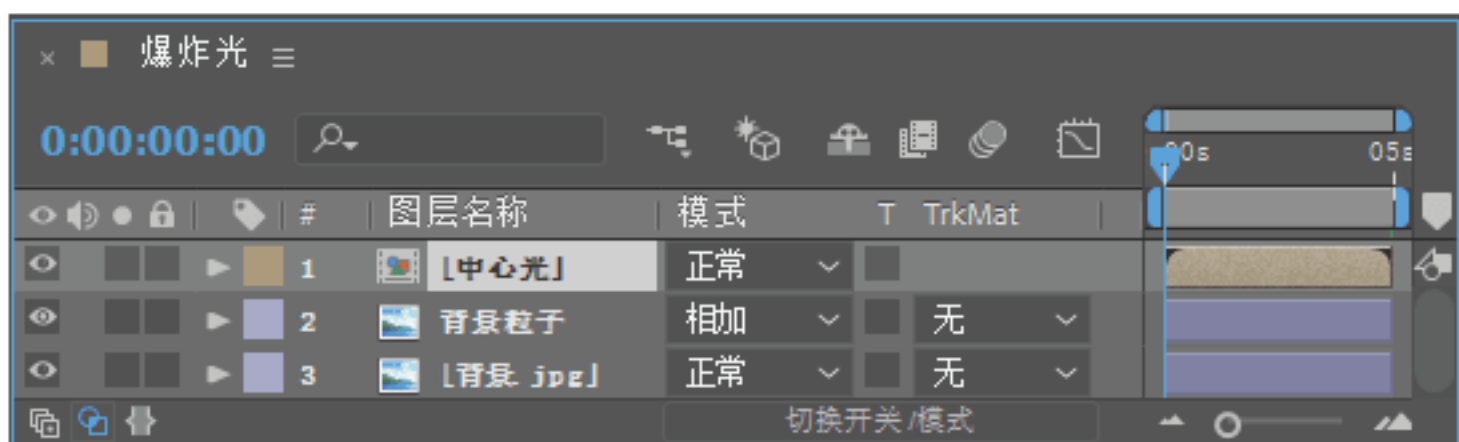 × 爆炸光 ≡
0:00:00:00
00s 05s
# 图层名称 模式 T TrkMat
1 [中心光] 正常
2 背景粒子 相加 无
3 [背景.jpg] 正常 无
切换开关/模式